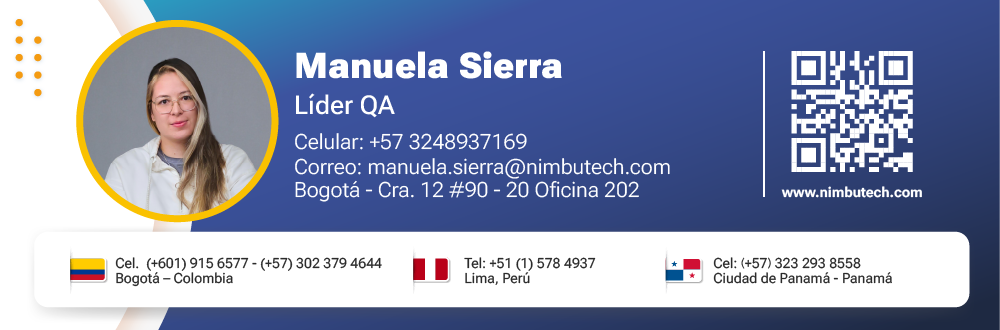 Manuela Sierra
Líder QA
Celular: +57 3248937169
Correo: manuela.sierra@nimbutech.com
Bogotá - Cra. 12 #90 - 20 Oficina 202
www.nimbutech.com
Cel. (+601) 915 6577 - (+57) 302 379 4644
Bogotá – Colombia
Tel: +51 (1) 578 4937
Lima, Perú
Cel: (+57) 323 293 8558
Ciudad de Panamá - Panamá